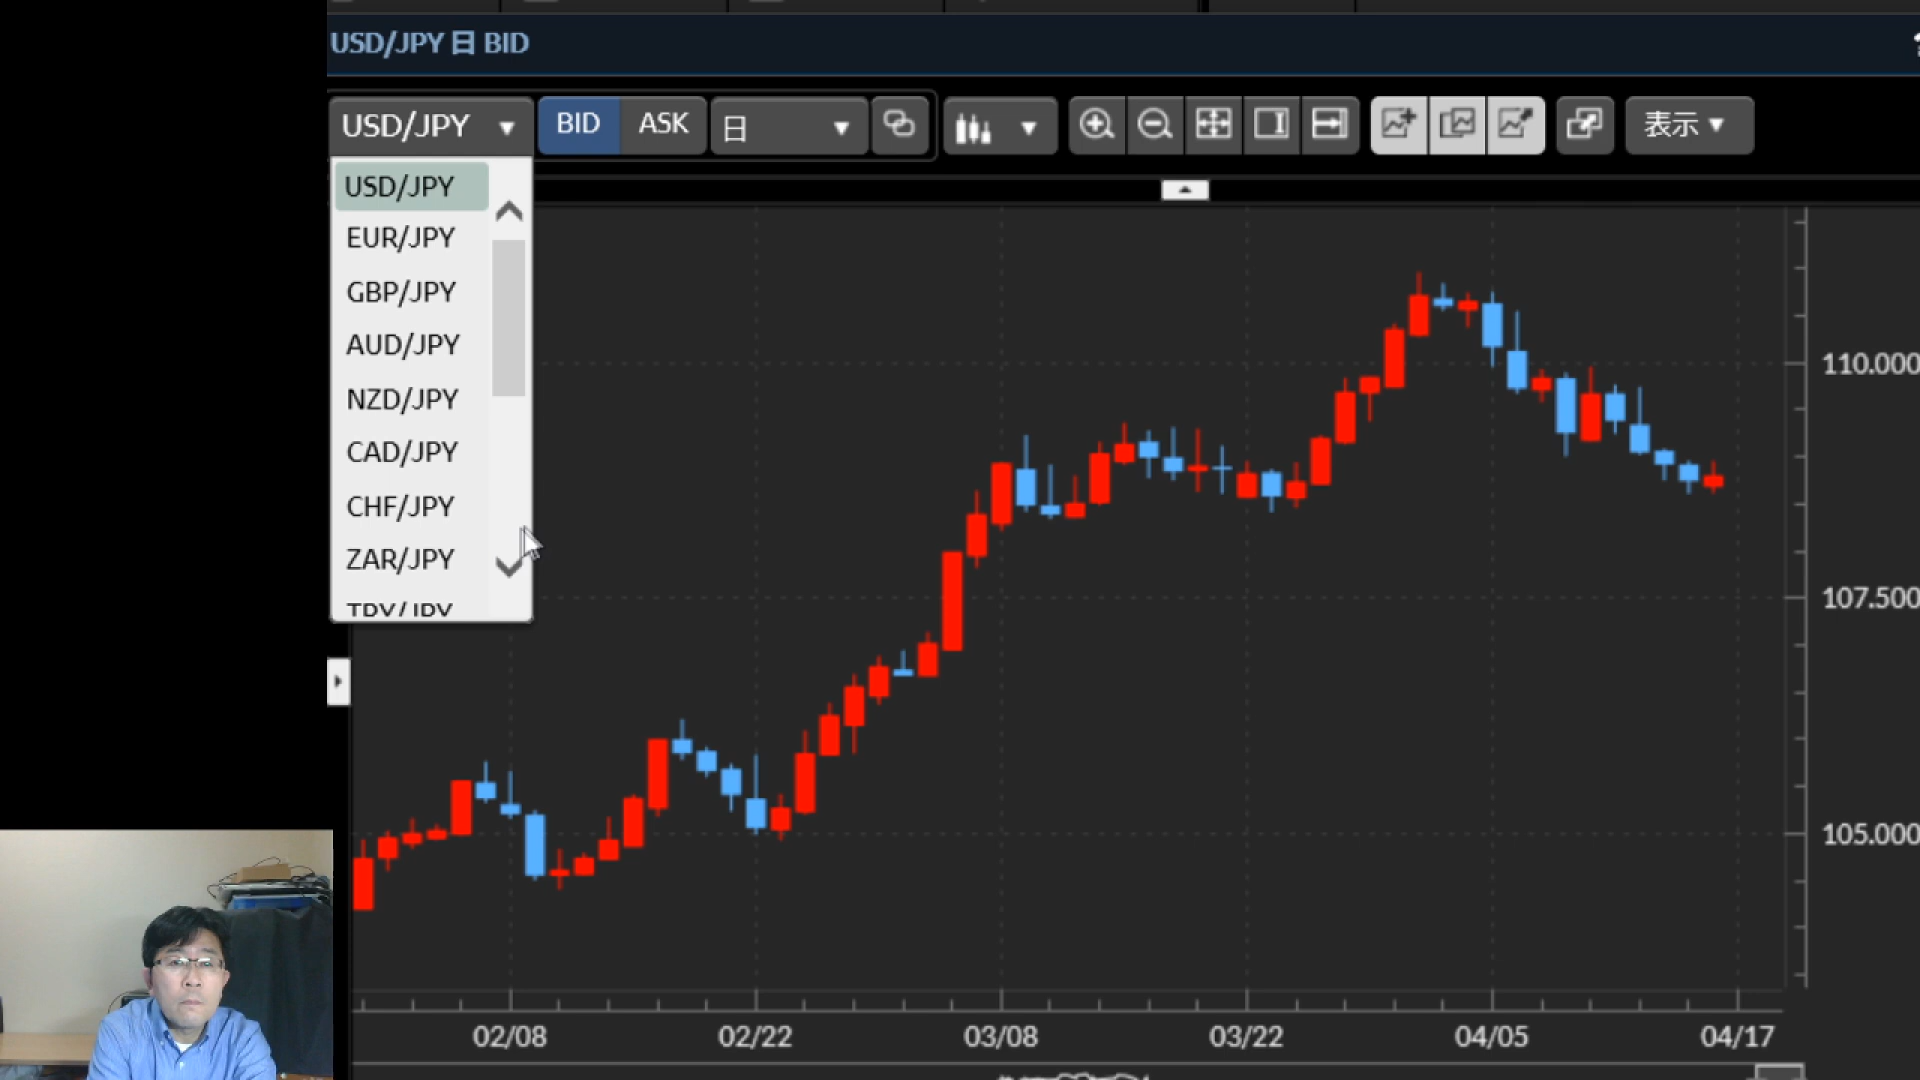 USD/JPY 日 BID
USD/JPY BID ASK 日 表示
USD/JPY
EUR/JPY
GBP/JPY
AUD/JPY
NZD/JPY
CAD/JPY
CHF/JPY
ZAR/JPY
110.000
107.500
105.000
02/08 02/22 03/08 03/22 04/05 04/17